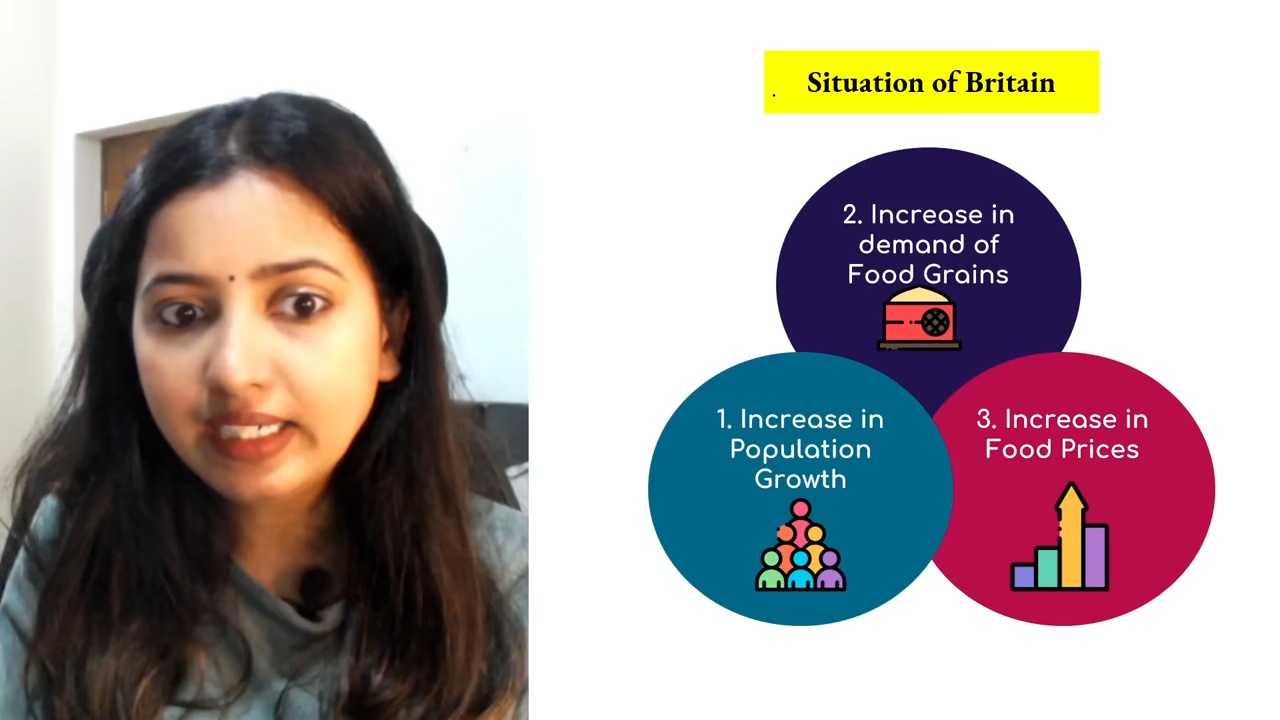 Situation of Britain
2. Increase in
demand of
Food Grains
1. Increase in
Population
Growth
3. Increase in
Food Prices